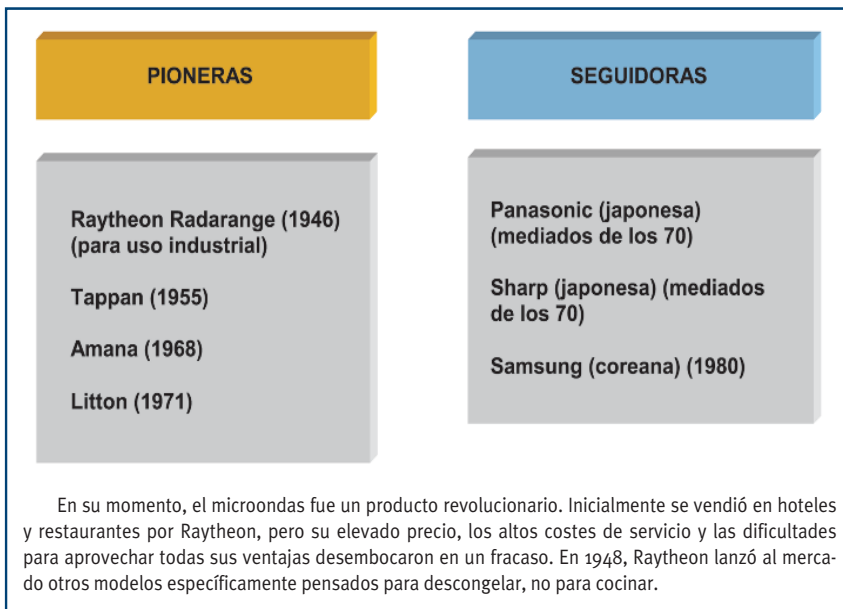 PIONERAS
Raytheon Radarange (1946)
(para uso industrial)
Tappan (1955)
Amana (1968)
Litton (1971)
SEGUIDORAS
Panasonic (japonesa)
(mediados de los 70)
Sharp (japonesa) (mediados
de los 70)
Samsung (coreana) (1980)
En su momento, el microondas fue un producto revolucionario. Inicialmente se vendió en hoteles
y restaurantes por Raytheon, pero su elevado precio, los altos costes de servicio y las dificultades
para aprovechar todas sus ventajas desembocaron en un fracaso. En 1948, Raytheon lanzó al merca-
do otros modelos específicamente pensados para descongelar, no para cocinar.